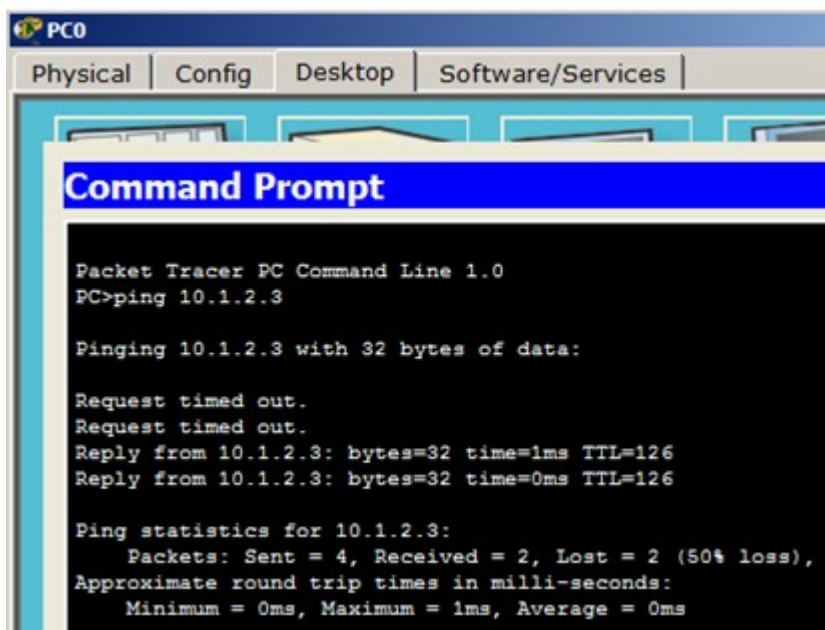 PC0
Physical Config Desktop Software/Services
Command Prompt
Packet Tracer PC Command Line 1.0
PC>ping 10.1.2.3
Pinging 10.1.2.3 with 32 bytes of data:
Request timed out.
Request timed out.
Reply from 10.1.2.3: bytes=32 time=1ms TTL=126
Reply from 10.1.2.3: bytes=32 time=0ms TTL=126
Ping statistics for 10.1.2.3:
Packets: Sent = 4, Received = 2, Lost = 2 (50% loss),
Approximate round trip times in milli-seconds:
Minimum = 0ms, Maximum = 1ms, Average = 0ms